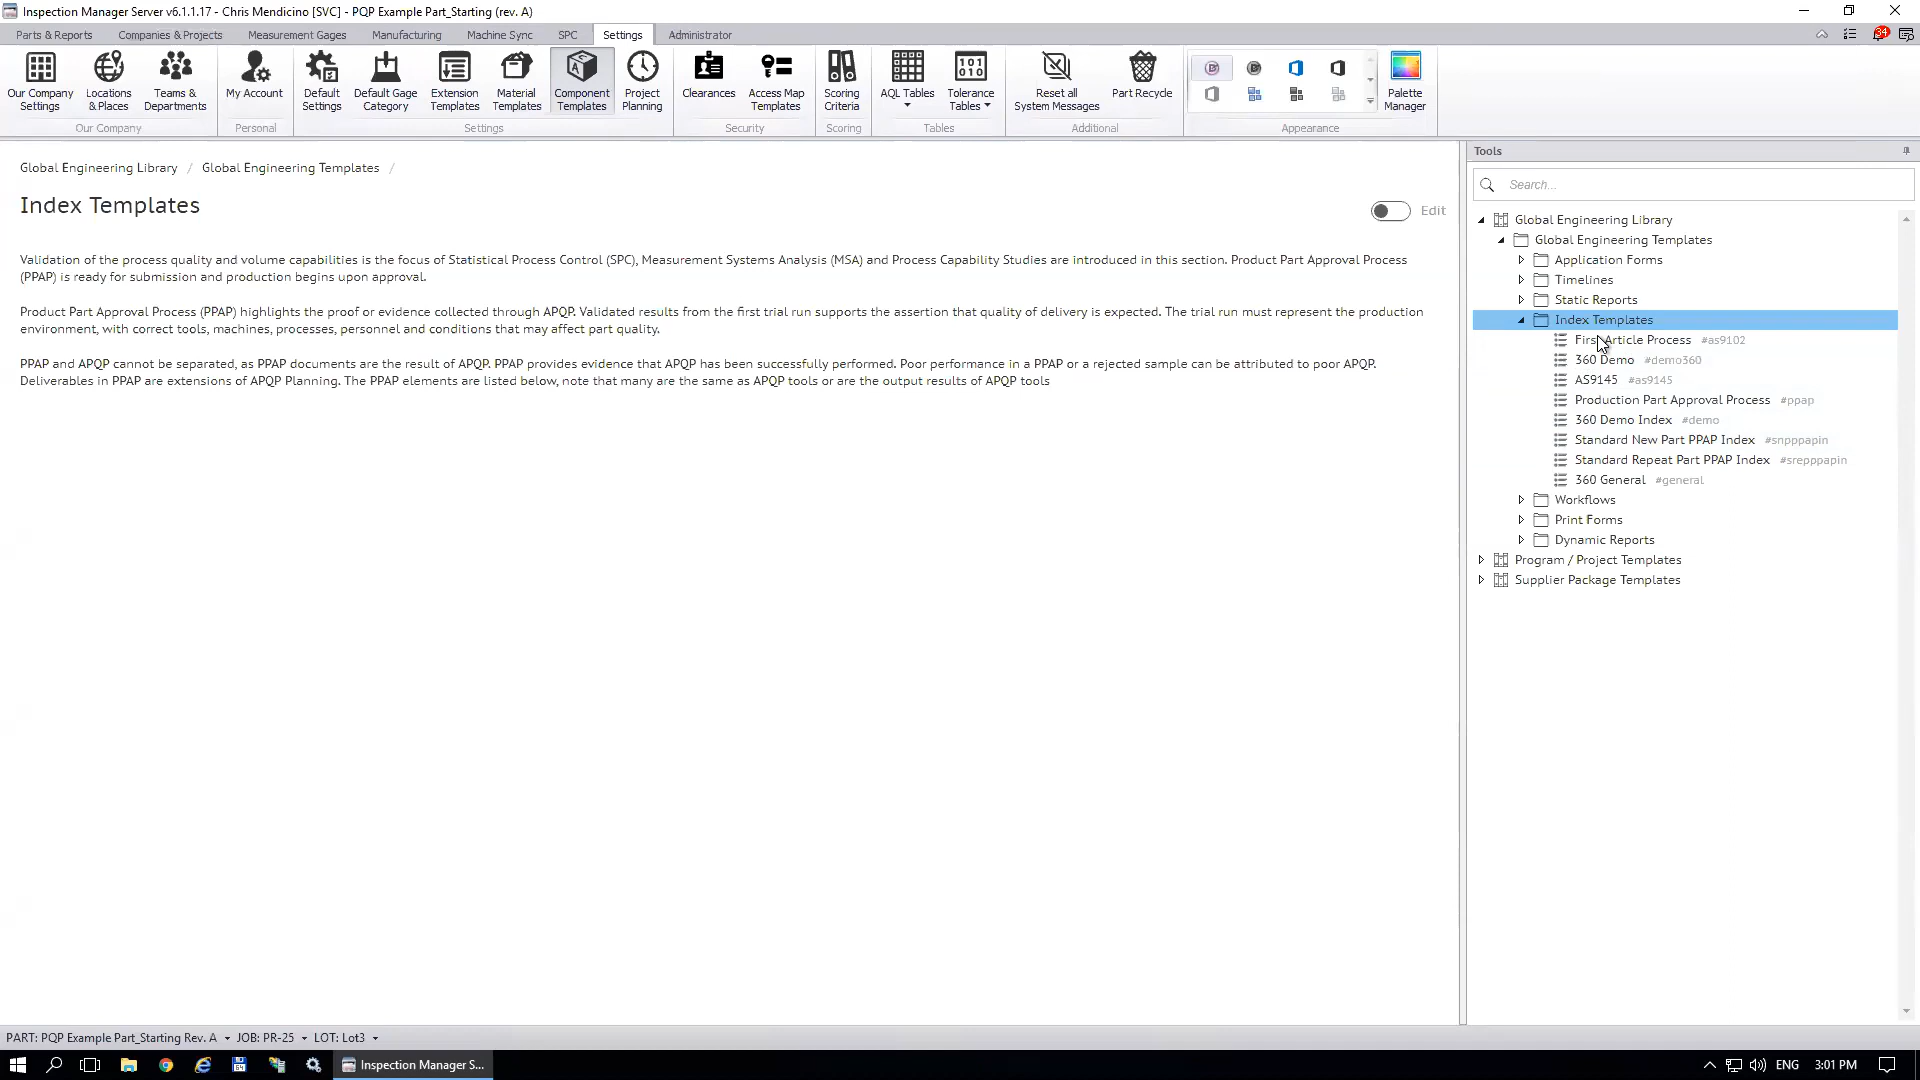 Inspection Manager Server v6.1.1.17 - Chris Mendicino [SVC] - PQP Example Part_Starting (rev. A)
Parts & Reports
Companies & Projects
Measurement Gages
Manufacturing
Machine Sync
SPC
Settings
Administrator
34
Our Company
Settings
Locations
& Places
Teams &
Departments
My Account
Default
Settings
Default Gage
Category
Extension
Templates
Material
Templates
Component
Templates
Project
Planning
Clearances
Access Map
Templates
Scoring
Criteria
AQL Tables
Tolerance
Tables
Reset all
System Messages
Part Recycle
Palette
Manager
Our Company
Personal
Settings
Security
Scoring
Tables
Additional
Appearance
Global Engineering Library / Global Engineering Templates /
Index Templates
Edit
Validation of the process quality and volume capabilities is the focus of Statistical Process Control (SPC), Measurement Systems Analysis (MSA) and Process Capability Studies are introduced in this section. Product Part Approval Process
(PPAP) is ready for submission and production begins upon approval.
Product Part Approval Process (PPAP) highlights the proof or evidence collected through APQP. Validated results from the first trial run supports the assertion that quality of delivery is expected. The trial run must represent the production
environment, with correct tools, machines, processes, personnel and conditions that may affect part quality.
PPAP and APQP cannot be separated, as PPAP documents are the result of APQP. PPAP provides evidence that APQP has been successfully performed. Poor performance in a PPAP or a rejected sample can be attributed to poor APQP.
Deliverables in PPAP are extensions of APQP Planning. The PPAP elements are listed below, note that many are the same as APQP tools or are the output results of APQP tools
Tools
Search...
Global Engineering Library
Global Engineering Templates
Application Forms
Timelines
Static Reports
Index Templates
First Article Process #as9102
360 Demo #demo360
AS9145 #as9145
Production Part Approval Process #ppap
360 Demo Index #demo
Standard New Part PPAP Index #snpppapin
Standard Repeat Part PPAP Index #srepppapin
360 General #general
Workflows
Print Forms
Dynamic Reports
Program / Project Templates
Supplier Package Templates
PART: PQP Example Part_Starting Rev. A JOB: PR-25 LOT: Lot3
Inspection Manager S...
ENG
3:01 PM